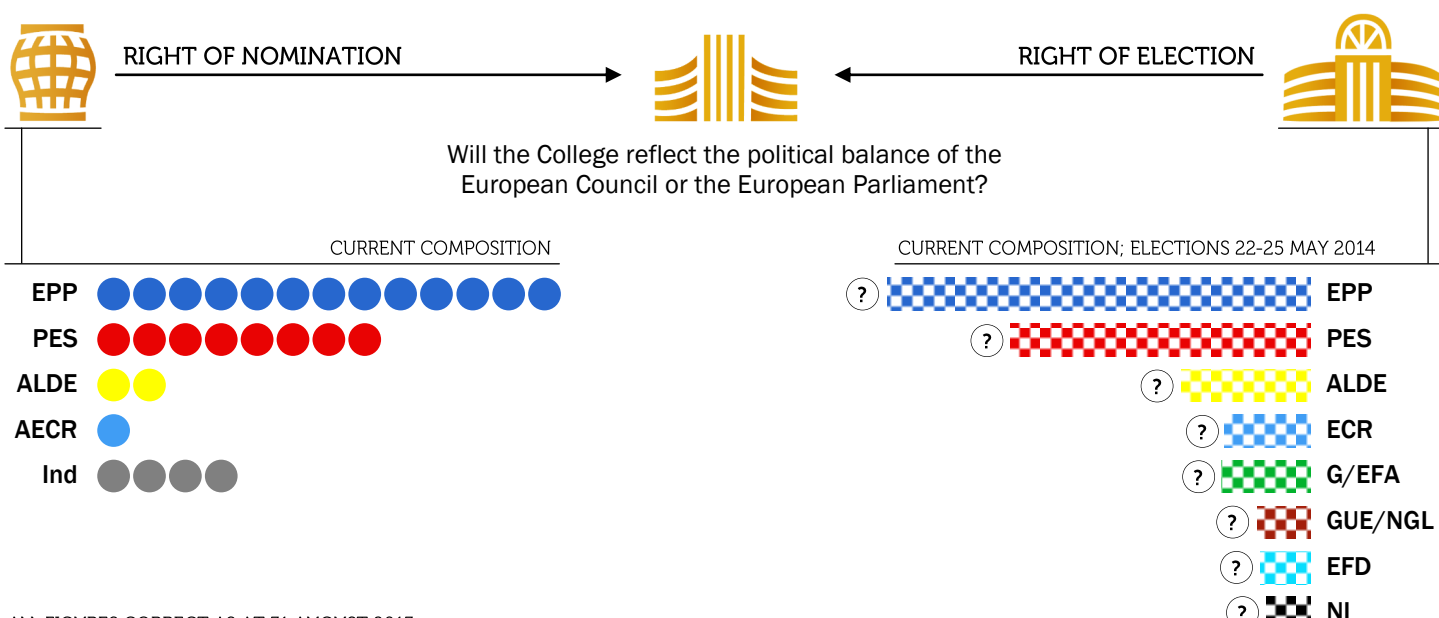 RIGHT OF NOMINATION
RIGHT OF ELECTION
Will the College reflect the political balance of the
European Council or the European Parliament?
CURRENT COMPOSITION
CURRENT COMPOSITION; ELECTIONS 22-25 MAY 2014
EPP
PES
ALDE
AECR
Ind
? EPP
? PES
? ALDE
? ECR
? G/EFA
? GUE/NGL
? EFD
? NI